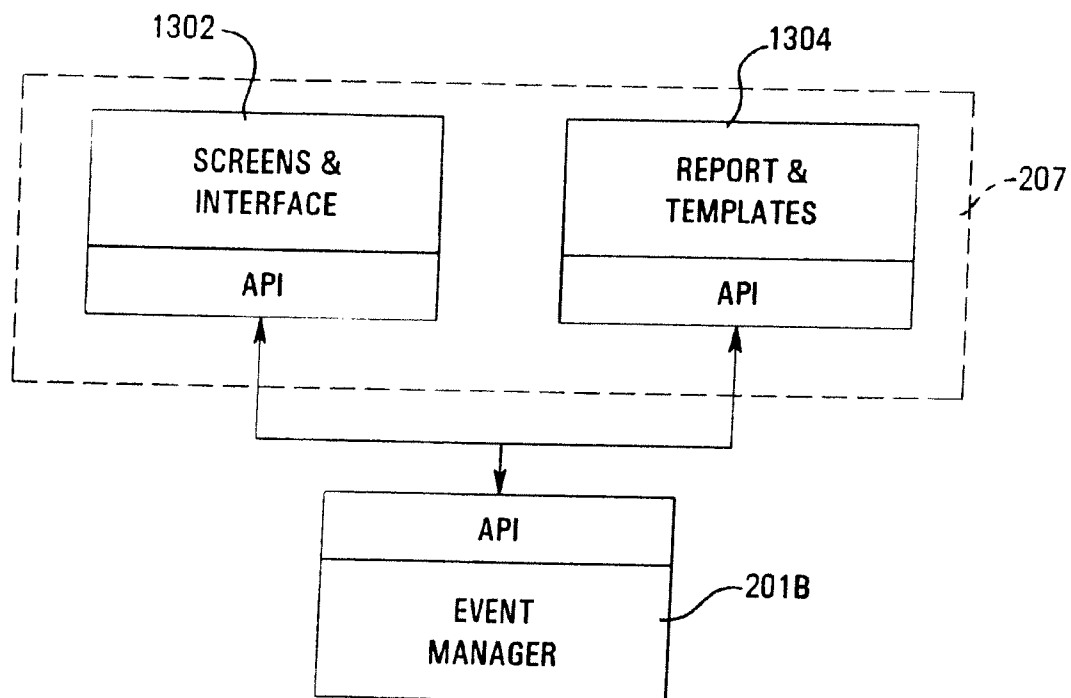 1302
1304
SCREENS &
INTERFACE
API
REPORT &
TEMPLATES
API
207
API
EVENT
MANAGER
201B